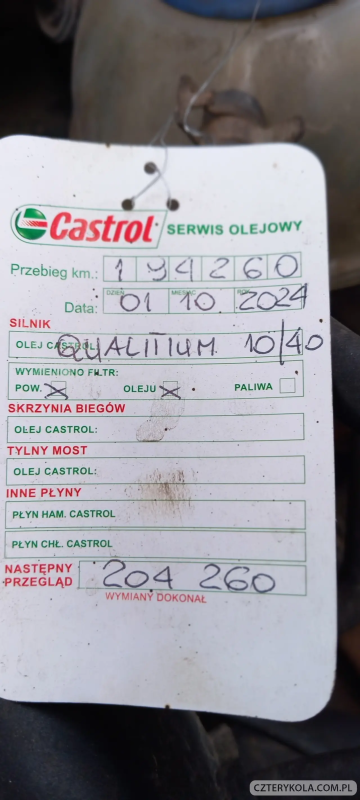 Castrol SERWIS OLEJOWY
Przebieg km.: 194260
DZIEŃ MIESIĄC ROK
Data: 01 10 2024
SILNIK
OLEJ CASTROL: QUALITIUM 10/40
WYMIENIONO FILTR:
POW. X OLEJU X PALIWA
SKRZYNIA BIEGÓW
OLEJ CASTROL:
TYLNY MOST
OLEJ CASTROL:
INNE PŁYNY
PŁYN HAM. CASTROL
PŁYN CHŁ. CASTROL
NASTĘPNY PRZEGLĄD 204 260
WYMIANY DOKONAŁ
CZTERYKOLA.COM.PL